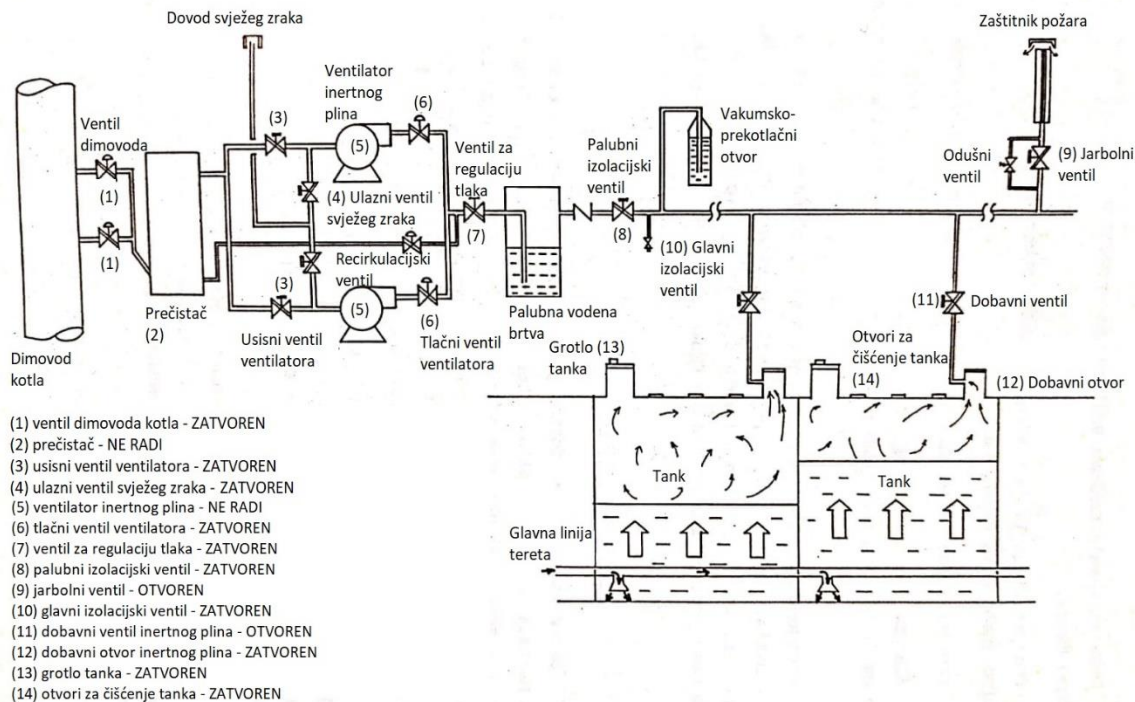 Dovod svježeg zraka
Zaštitnik požara
Ventilator
inertnog
plina
(6)
(3)
Ventil
dimovoda
(5)
Ventil za
regulaciju
tlaka
Palubni
izolacijski
ventil
Vakumsko-
prekotlačni
otvor
Odušni
ventil
(9) Jarbolni
ventil
(1)
(4) Ulazni ventil
svježeg zraka
(7)
(8)
(10) Glavni
izolacijski
ventil
(1)
Recirkulacijski
ventil
(3)
(5)
(6)
(11)
Dobavni ventil
Prečistač
(2)
Usisni ventil
ventilatora
Tlačni ventil
ventilatora
Palubna vodena
brtva
Grotlo (13)
tanka
Otvori za
čišćenje tanka
(14)
(12) Dobavni otvor
Dimovod
kotla
Tank
Tank
Glavna linija
tereta
(1) ventil dimovoda kotla - ZATVOREN
(2) prečistač - NE RADI
(3) usisni ventil ventilatora - ZATVOREN
(4) ulazni ventil svježeg zraka - ZATVOREN
(5) ventilator inertnog plina - NE RADI
(6) tlačni ventil ventilatora - ZATVOREN
(7) ventil za regulaciju tlaka - ZATVOREN
(8) palubni izolacijski ventil - ZATVOREN
(9) jarbolni ventil - OTVOREN
(10) glavni izolacijski ventil - ZATVOREN
(11) dobavni ventil inertnog plina - OTVOREN
(12) dobavni otvor inertnog plina - ZATVOREN
(13) grotlo tanka - ZATVOREN
(14) otvori za čišćenje tanka - ZATVOREN